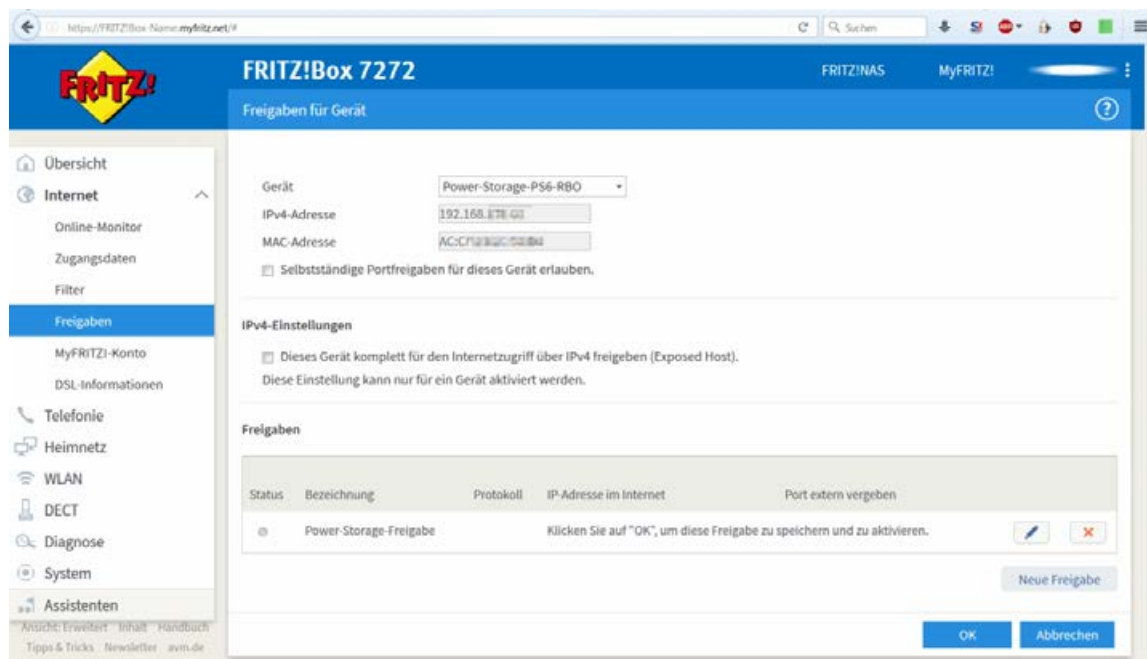 https://FRITZ!Box-Name.myfritz.net/#
Suchen
FRITZ!
FRITZ!Box 7272
FRITZ!NAS
MyFRITZ!
Freigaben für Gerät
Übersicht
Internet
Online-Monitor
Zugangsdaten
Filter
Freigaben
MyFRITZ!-Konto
DSL-Informationen
Telefonie
Heimnetz
WLAN
DECT
Diagnose
System
Assistenten
Ansicht: Erweitert Inhalt Handbuch
Tipps & Tricks Newsletter avm.de
Gerät Power-Storage-PS6-RBO
IPv4-Adresse 192.168.
MAC-Adresse
Selbstständige Portfreigaben für dieses Gerät erlauben.
IPv4-Einstellungen
Dieses Gerät komplett für den Internetzugriff über IPv4 freigeben (Exposed Host).
Diese Einstellung kann nur für ein Gerät aktiviert werden.
Freigaben
Status Bezeichnung Protokoll IP-Adresse im Internet Port extern vergeben
Power-Storage-Freigabe Klicken Sie auf "OK", um diese Freigabe zu speichern und zu aktivieren.
Neue Freigabe
OK Abbrechen